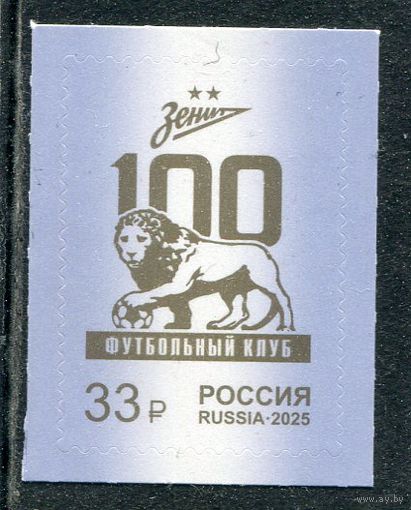 Зенит
100
ФУТБОЛЬНЫЙ КЛУБ
33 ₽ РОССИЯ
RUSSIA·2025
www.ay.by